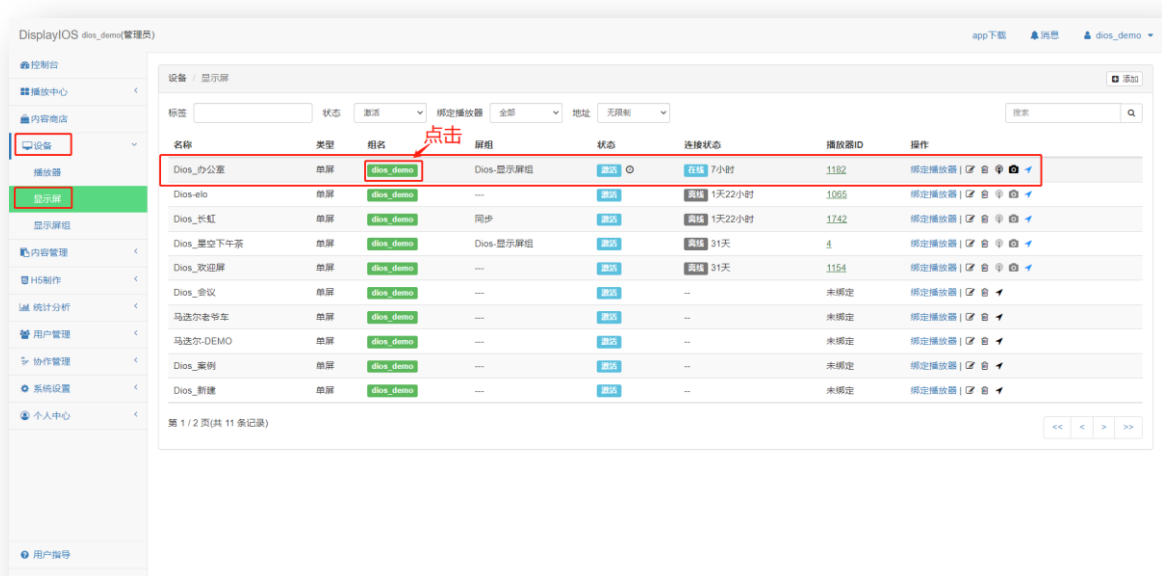 DisplayIOS dios_demo(管理员)
app下载 消息 dios_demo
控制台
播放中心
内容商店
设备
播放器
显示屏
显示屏组
内容管理
H5制作
统计分析
用户管理
协作管理
系统设置
个人中心
用户指导
设备 / 显示屏 添加
标签 状态 激活 绑定播放器 全部 地址 无限制 搜索
点击
名称 类型 组名 屏组 状态 连接状态 播放器ID 操作
Dios_办公室 单屏 dios_demo Dios-显示屏组 激活 在线 7小时 1182 绑定播放器 |
Dios-elo 单屏 dios_demo --- 激活 离线 1天22小时 1065 绑定播放器 |
Dios_长虹 单屏 dios_demo 同步 激活 离线 1天22小时 1742 绑定播放器 |
Dios_星空下午茶 单屏 dios_demo Dios-显示屏组 激活 离线 31天 4 绑定播放器 |
Dios_欢迎屏 单屏 dios_demo --- 激活 离线 31天 1154 绑定播放器 |
Dios_会议 单屏 dios_demo --- 激活 -- 未绑定 绑定播放器 |
马迭尔老爷车 单屏 dios_demo --- 激活 -- 未绑定 绑定播放器 |
马迭尔-DEMO 单屏 dios_demo --- 激活 -- 未绑定 绑定播放器 |
Dios_案例 单屏 dios_demo --- 激活 -- 未绑定 绑定播放器 |
Dios_新建 单屏 dios_demo --- 激活 -- 未绑定 绑定播放器 |
第 1 / 2 页(共 11 条记录)
<< < > >>